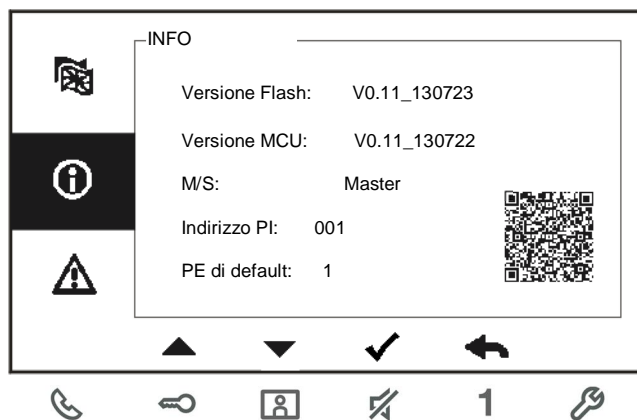 INFO
Versione Flash: V0.11_130723
Versione MCU: V0.11_130722
M/S: Master
Indirizzo PI: 001
PE di default: 1
1